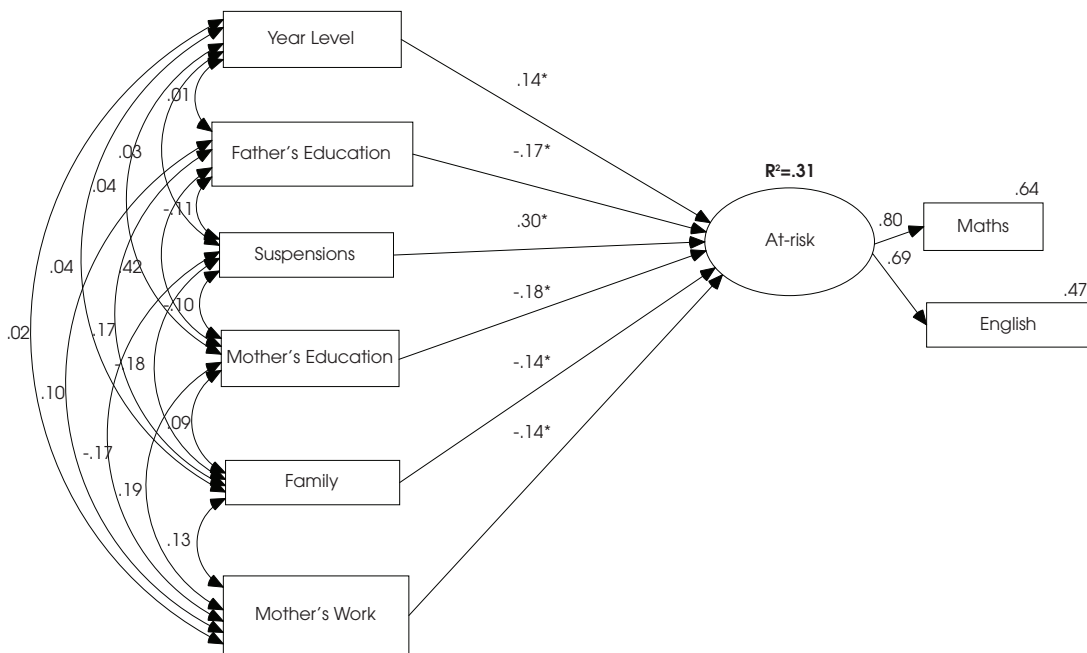 Year Level
.14*
.01
Father's Education
-.17*
R²=.31
.64
.03
.04
-.11
.30*
.80
Maths
At-risk
Suspensions
.69
.04
.42
-.10
-.18*
.47
English
.02
.17
Mother's Education
-.18
-.14*
.10
.09
-.14*
-.17
.19
Family
.13
Mother's Work